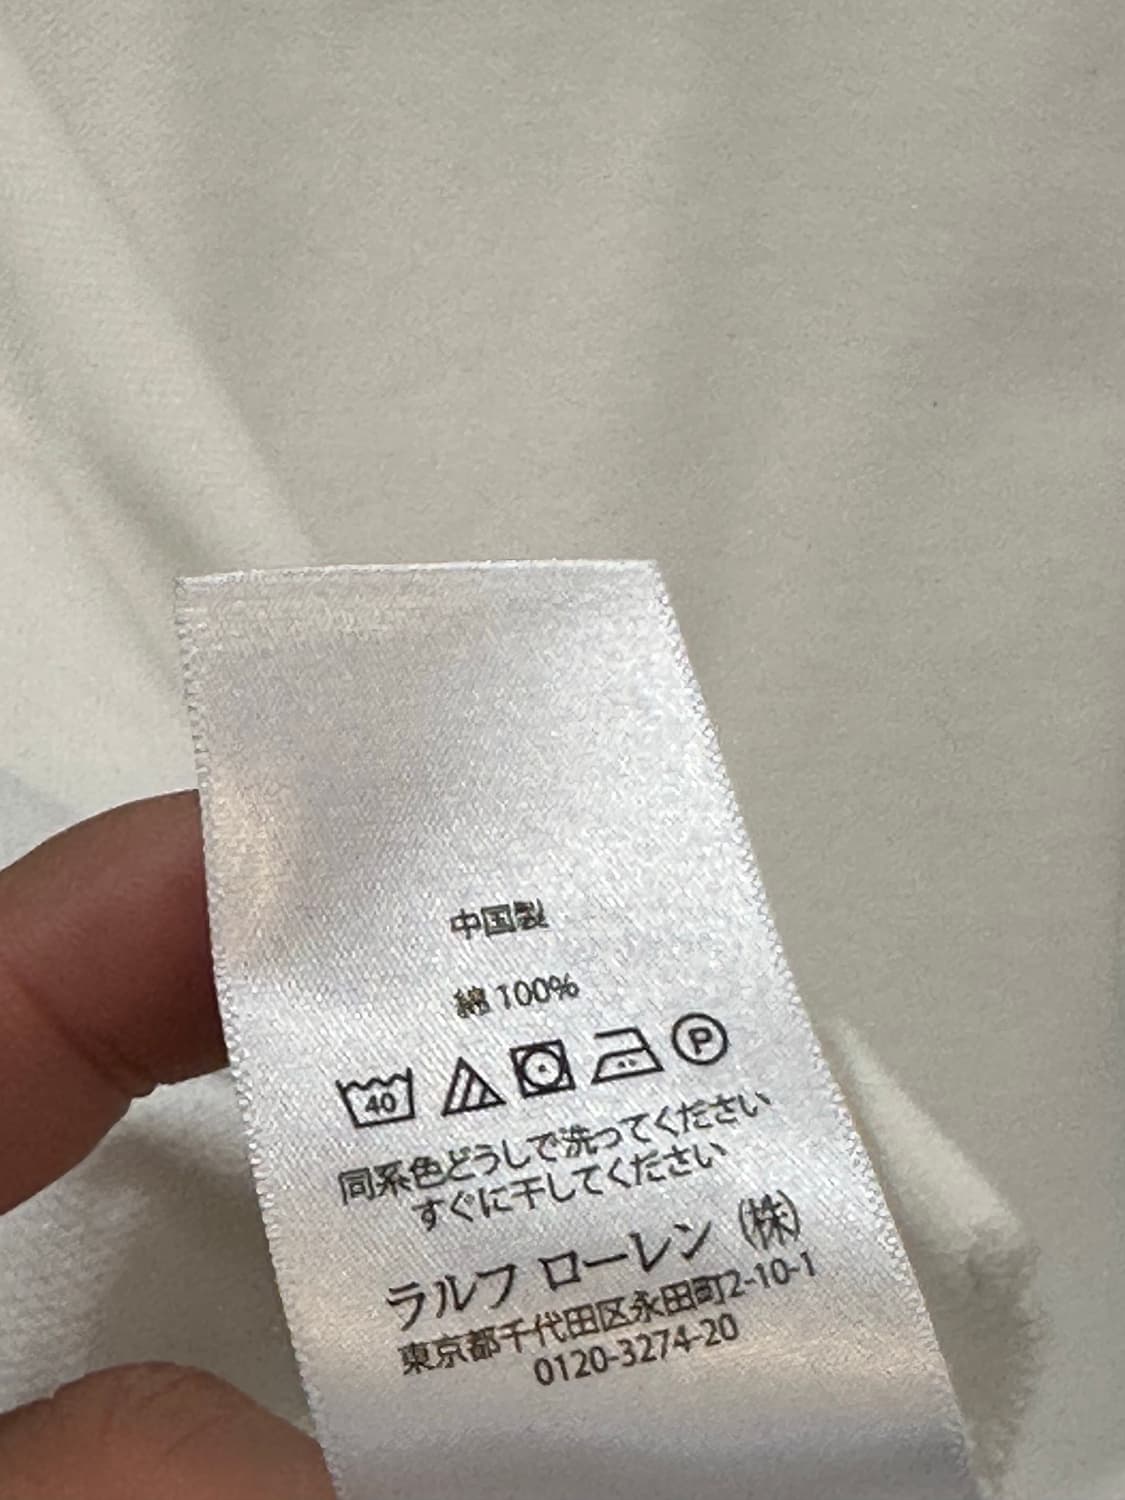 中国製
綿 100%
40
P
同系色どうしで洗ってください
すぐに干してください
ラルフ ローレン (株)
東京都千代田区永田町2-10-1
0120-3274-20